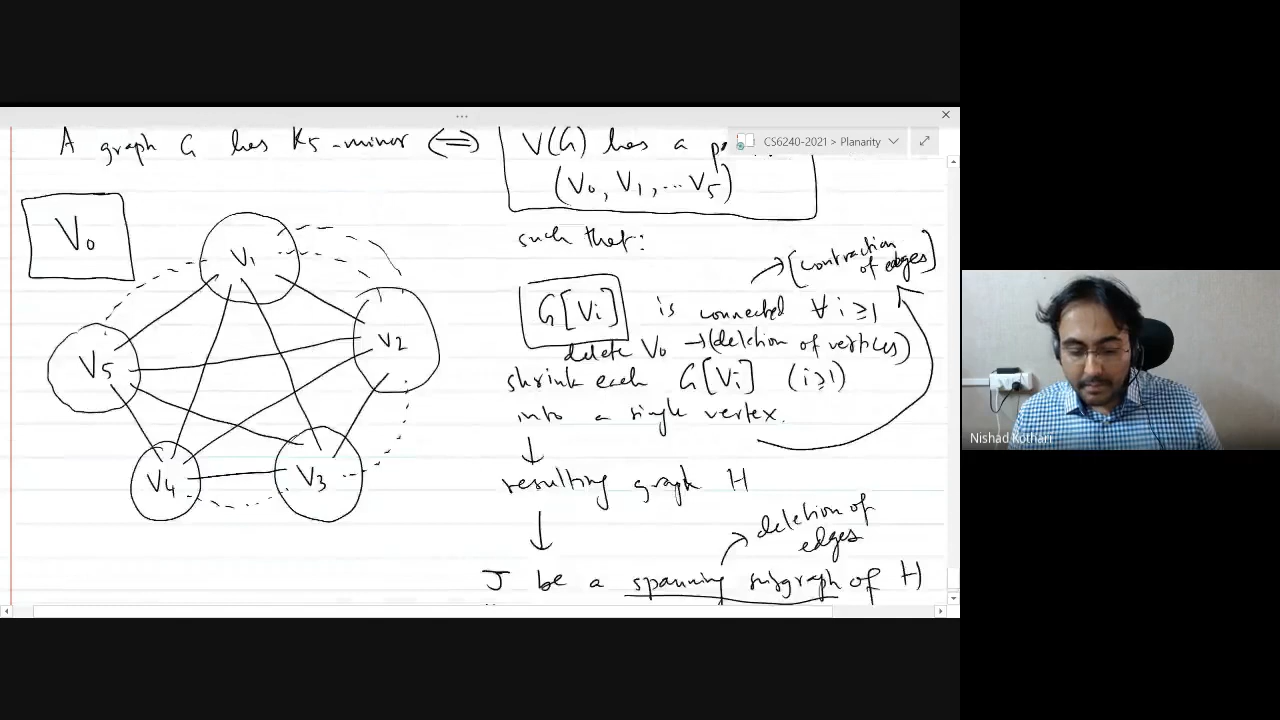 A graph G has K5-minor ⇔ V(G) has a
CS6240-2021 > Planarity
(V0, V1, ... V5)
V0
such that:
V1
V2
V3
V4
V5
[contraction of edges]
G[Vi] is connected ∀ i ≥ 1
delete V0 → (deletion of vertices)
shrink each G[Vi] (i≥1)
into a single vertex.
↓
resulting graph H
↓
deletion of
edges
J be a spanning subgraph of H
Nishad Kothari